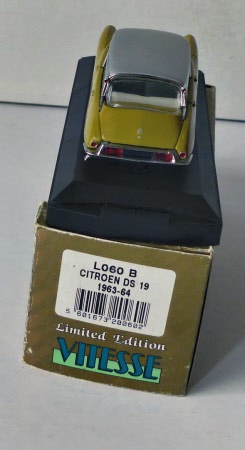 L060 B
CITROEN DS 19
1963-64
5 601673 200602
Limited Edition
VITESSE